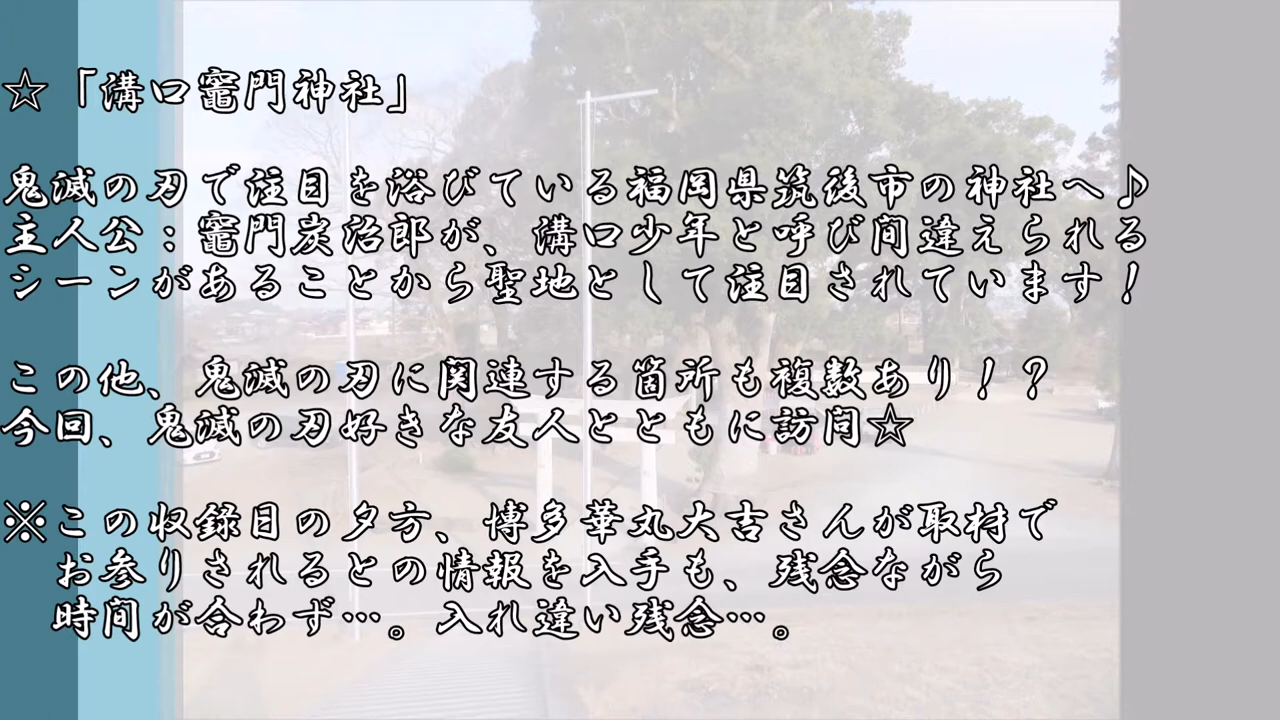 ☆「溝口竈門神社」
鬼滅の刃で注目を浴びている福岡県筑後市の神社へ♪
主人公：竈門炭治郎が、溝口少年と呼び間違えられる
シーンがあることから聖地として注目されています！
この他、鬼滅の刃に関連する箇所も複数あり！？
今回、鬼滅の刃好きな友人とともに訪問☆
※この収録日の夕方、博多華丸大吉さんが取材で
お参りされるとの情報を入手も、残念ながら
時間が合わず…。入れ違い残念…。